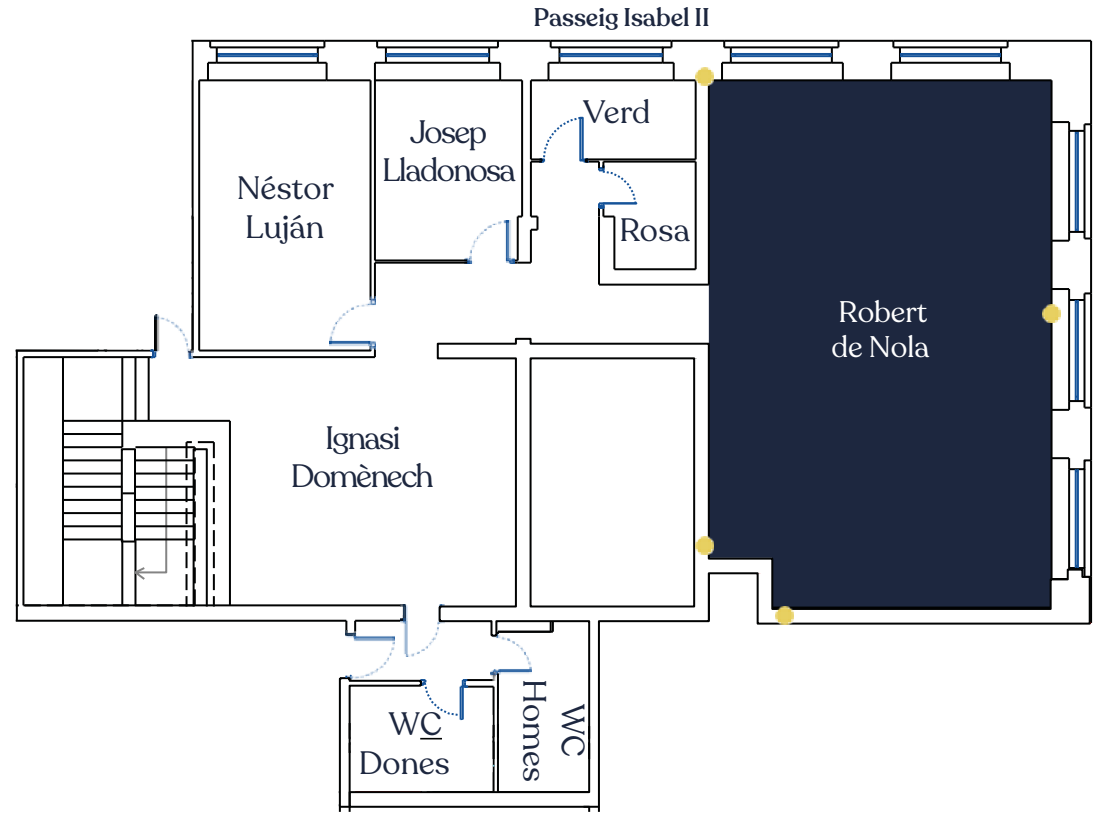 Passeig Isabel II
Verd
Josep
Lladonosa
Néstor
Luján
Rosa
Robert
de Nola
Ignasi
Domènech
WC
Dones
WC
Homes